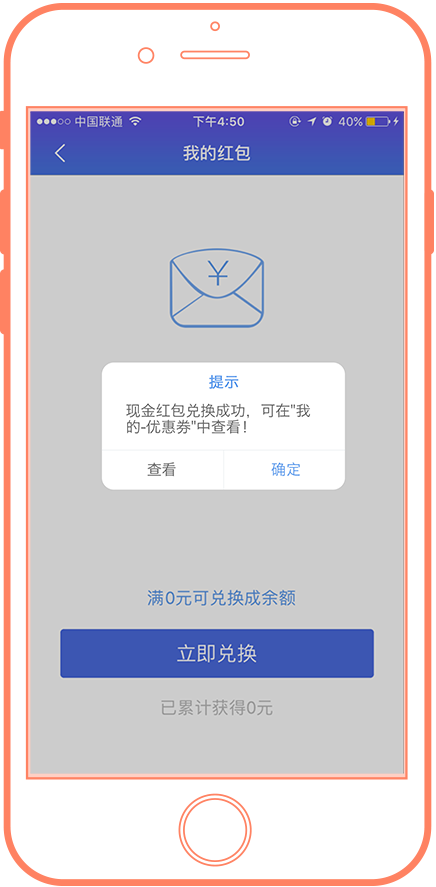 中国联通 下午4:50 40%
我的红包
¥
提示
现金红包兑换成功，可在"我
的-优惠券"中查看！
查看 确定
满0元可兑换成余额
立即兑换
已累计获得0元